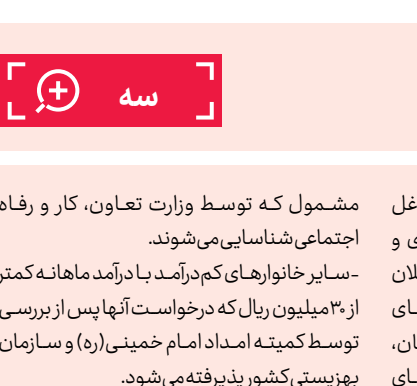 سه
مشمول که توسط وزارت تعاون، کار و رفاه
اجتماعی شناسایی می‌شوند.
-سایر خانوارهای کم‌درآمد با درآمد ماهانه کمتر
از ۳۰میلیون ریال که درخواست آنها پس از بررسی
توسط کمیته امداد امام خمینی(ره) و سازمان
بهزیستی کشور پذیرفته می‌شود.
ی و